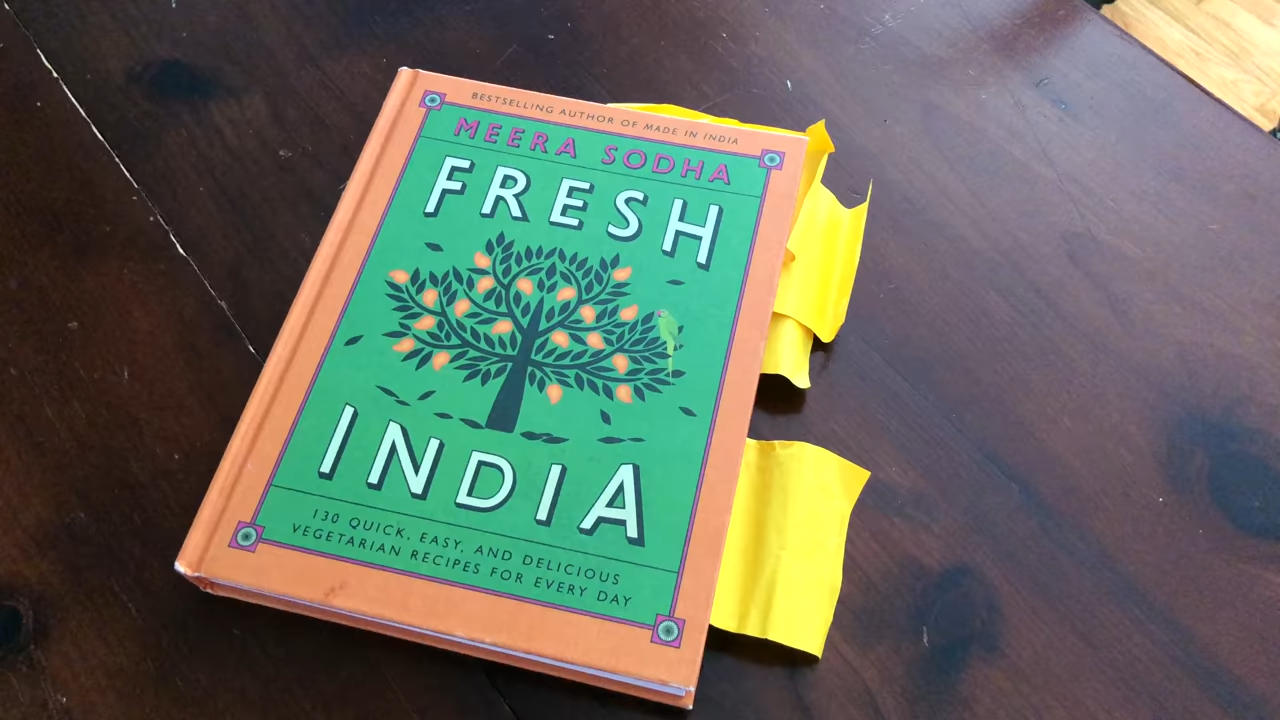 BESTSELLING AUTHOR OF MADE IN INDIA
MEERA SODHA
FRESH
INDIA
130 QUICK, EASY, AND DELICIOUS
VEGETARIAN RECIPES FOR EVERY DAY